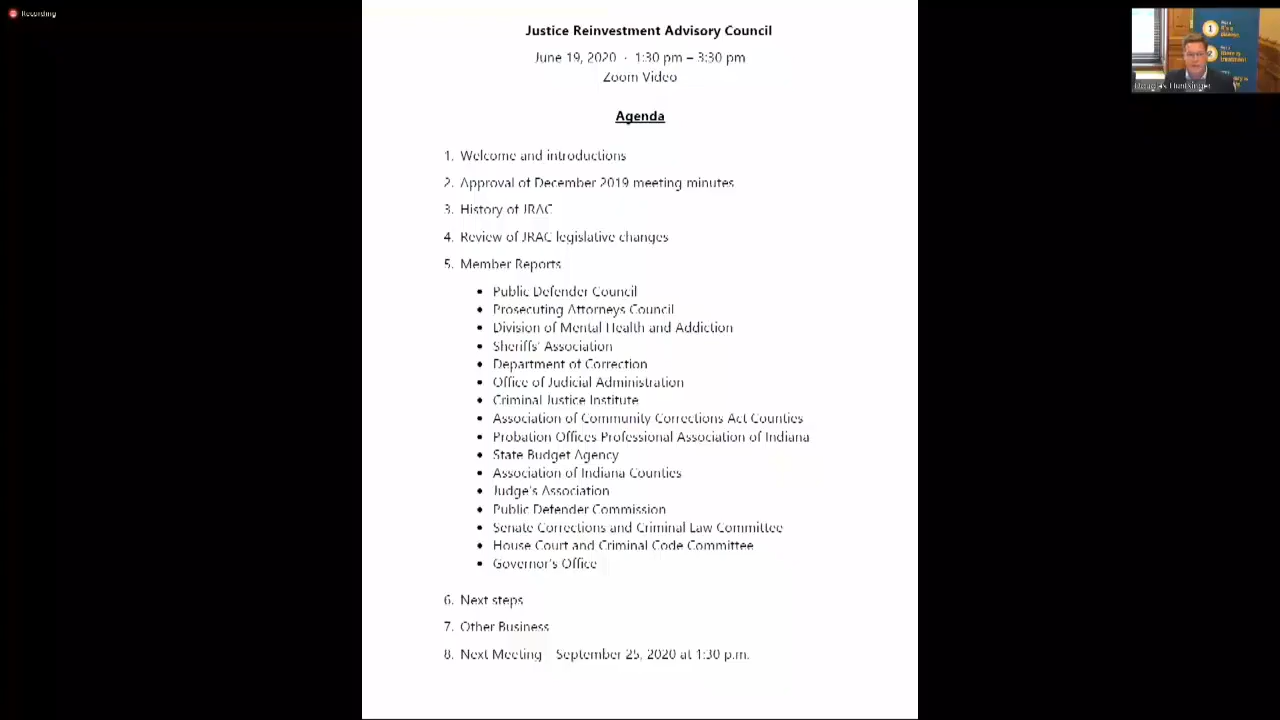 Recording
Justice Reinvestment Advisory Council
June 19, 2020 · 1:30 pm – 3:30 pm
Zoom Video
Agenda
1. Welcome and introductions
2. Approval of December 2019 meeting minutes
3. History of JRAC
4. Review of JRAC legislative changes
5. Member Reports
• Public Defender Council
• Prosecuting Attorneys Council
• Division of Mental Health and Addiction
• Sheriffs' Association
• Department of Correction
• Office of Judicial Administration
• Criminal Justice Institute
• Association of Community Corrections Act Counties
• Probation Offices Professional Association of Indiana
• State Budget Agency
• Association of Indiana Counties
• Judge's Association
• Public Defender Commission
• Senate Corrections and Criminal Law Committee
• House Court and Criminal Code Committee
• Governor's Office
6. Next steps
7. Other Business
8. Next Meeting September 25, 2020 at 1:30 p.m.
1
2
Douglas Huntsinger